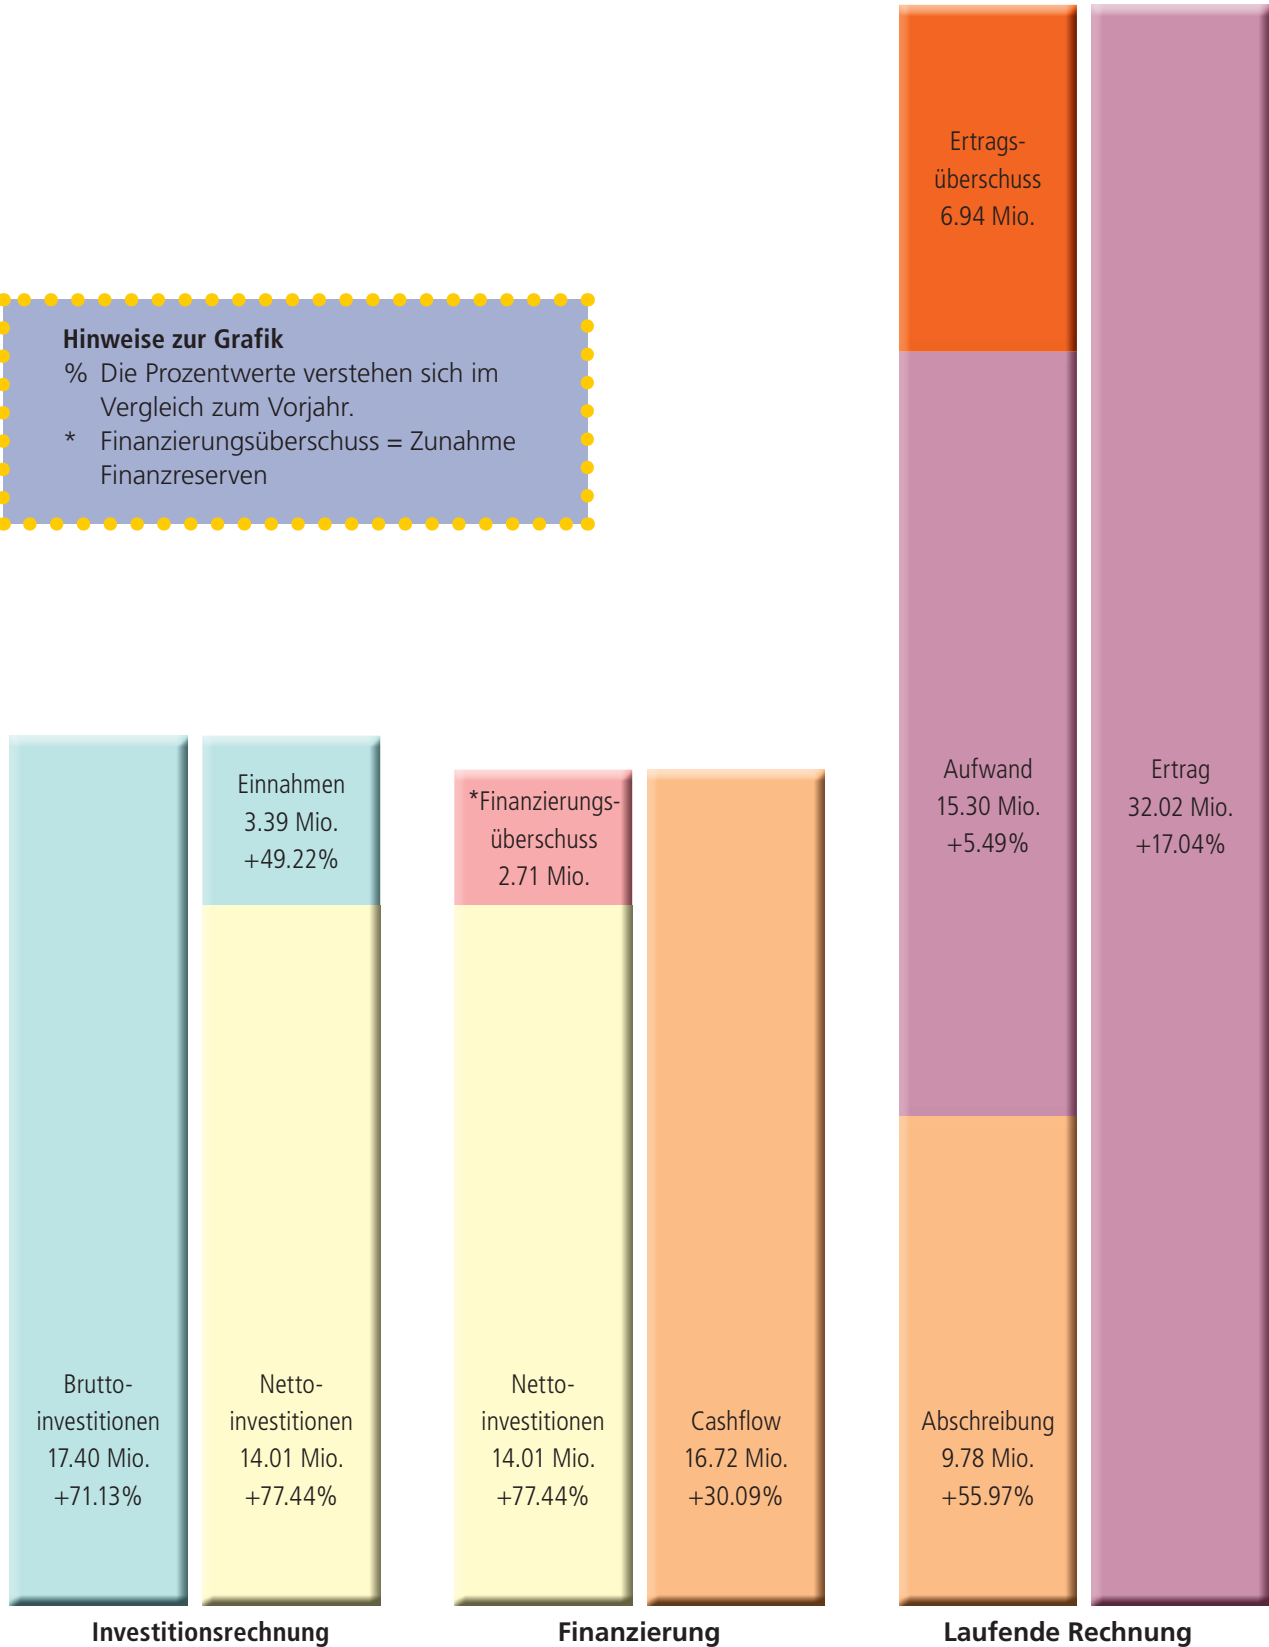 Ertrags-
überschuss
6.94 Mio.
Hinweise zur Grafik
% Die Prozentwerte verstehen sich im
Vergleich zum Vorjahr.
* Finanzierungsüberschuss = Zunahme
Finanzreserven
Einnahmen
3.39 Mio.
+49.22%
*Finanzierungs-
überschuss
2.71 Mio.
Aufwand
15.30 Mio.
+5.49%
Ertrag
32.02 Mio.
+17.04%
Brutto-
investitionen
17.40 Mio.
+71.13%
Netto-
investitionen
14.01 Mio.
+77.44%
Netto-
investitionen
14.01 Mio.
+77.44%
Cashflow
16.72 Mio.
+30.09%
Abschreibung
9.78 Mio.
+55.97%
Investitionsrechnung
Finanzierung
Laufende Rechnung